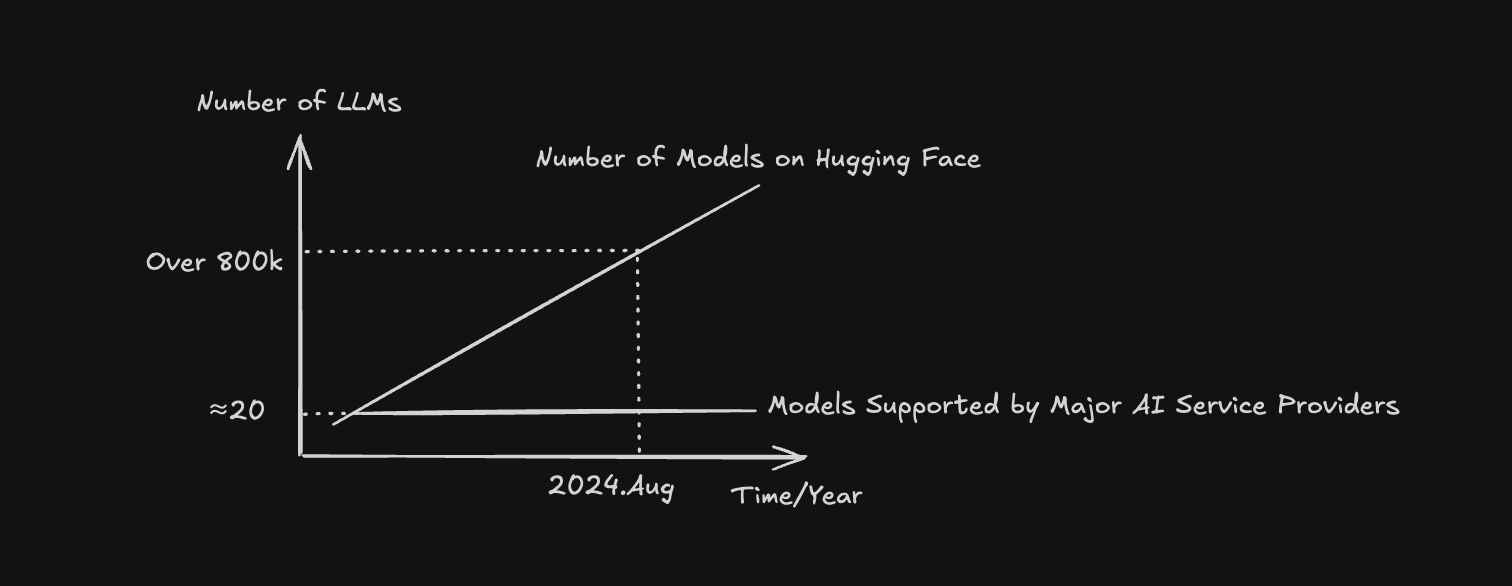 Number of LLMs
Number of Models on Hugging Face
Over 800k
≈20
Models Supported by Major AI Service Providers
2024.Aug
Time/Year